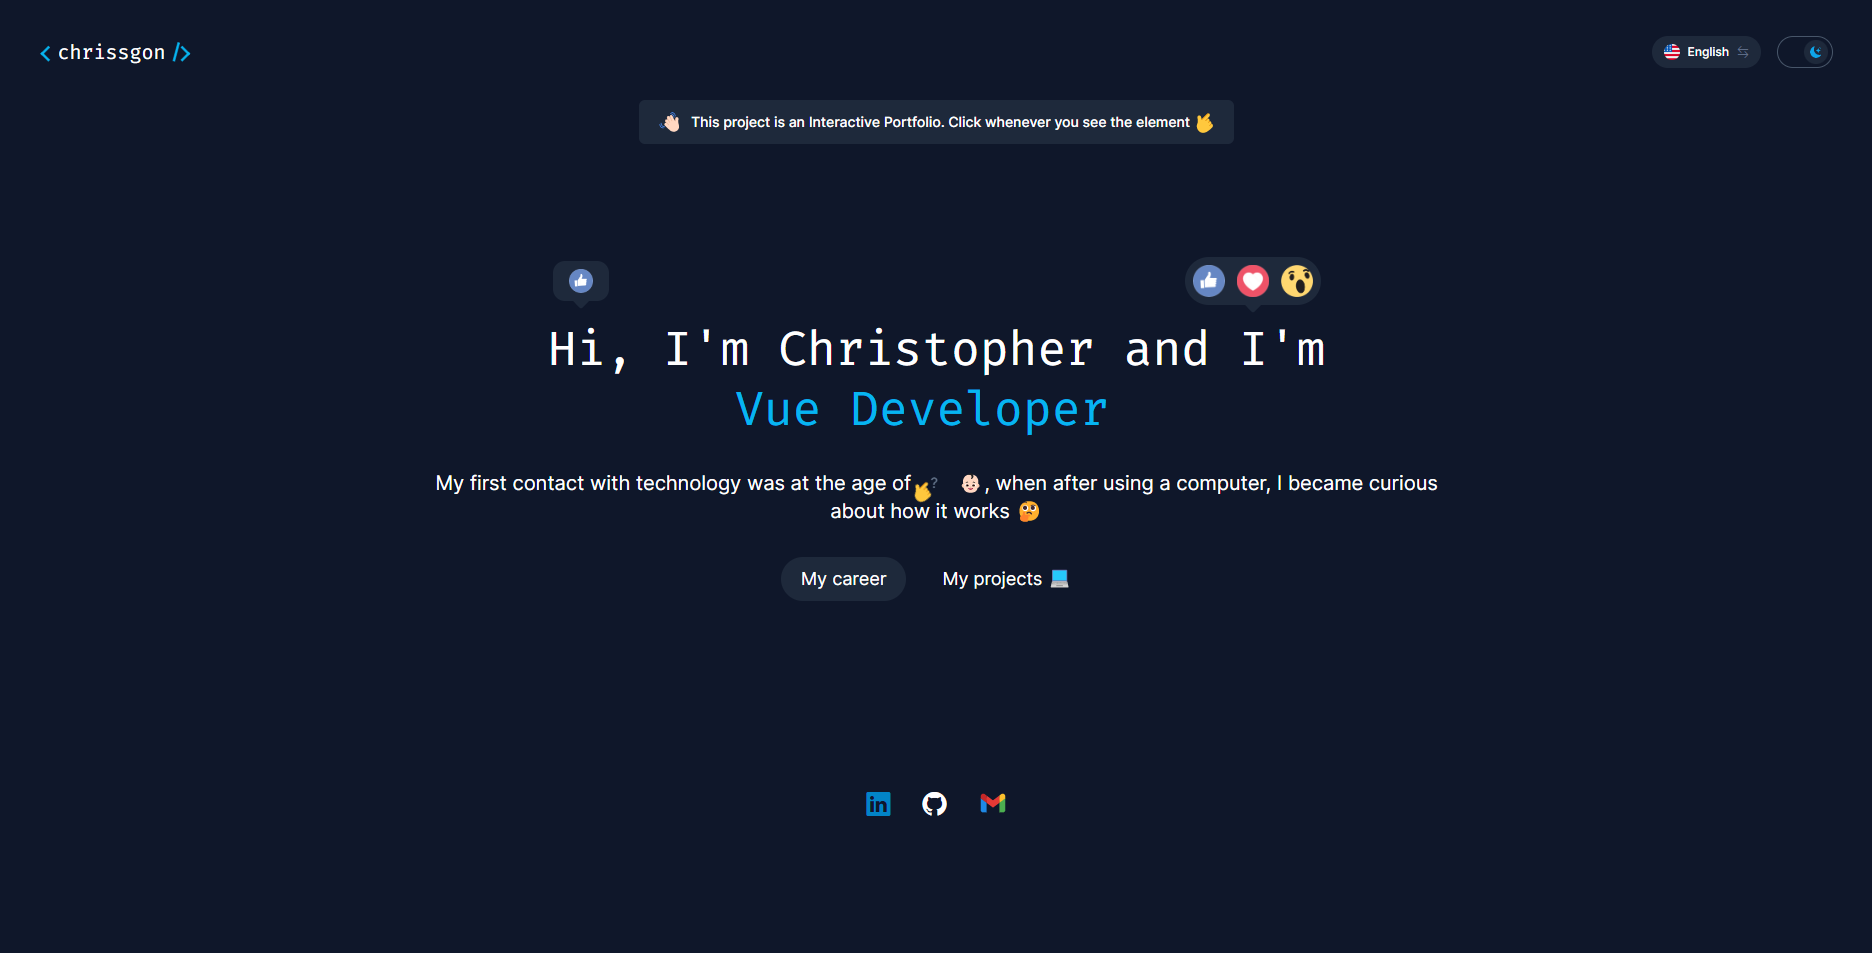 < chrissgon />
English
This project is an Interactive Portfolio. Click whenever you see the element
Hi, I'm Christopher and I'm
Vue Developer
My first contact with technology was at the age of ? , when after using a computer, I became curious
about how it works
My career
My projects
in